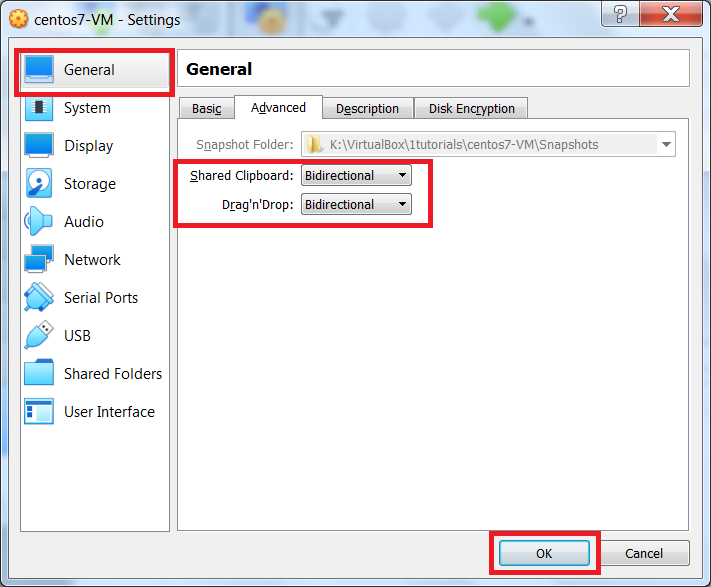 centos7-VM - Settings
General
System
Display
Storage
Audio
Network
Serial Ports
USB
Shared Folders
User Interface
General
Basic Advanced Description Disk Encryption
Snapshot Folder: K:\VirtualBox\1tutorials\centos7-VM\Snapshots
Shared Clipboard: Bidirectional
Drag'n'Drop: Bidirectional
OK Cancel